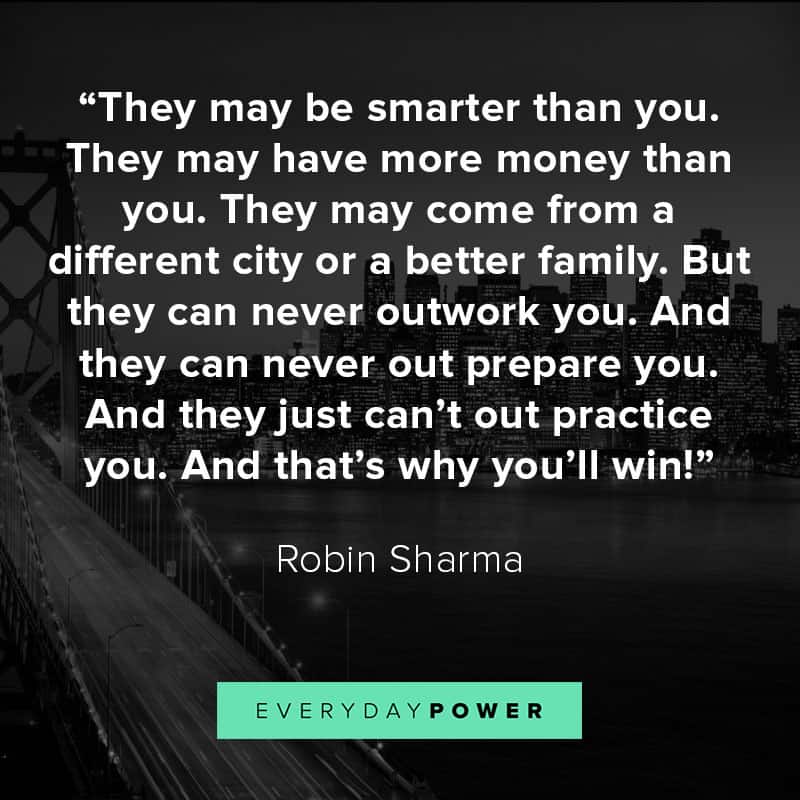 “They may be smarter than you.
They may have more money than
you. They may come from a
different city or a better family. But
they can never outwork you. And
they can never out prepare you.
And they just can’t out practice
you. And that’s why you’ll win!”
Robin Sharma
EVERYDAYPOWER